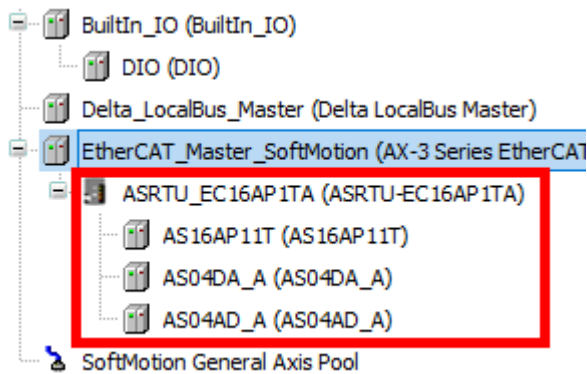 BuiltIn_IO (BuiltIn_IO)
DIO (DIO)
Delta_LocalBus_Master (Delta LocalBus Master)
EtherCAT_Master_SoftMotion (AX-3 Series EtherCAT
ASRTU_EC16AP1TA (ASRTU-EC16AP1TA)
AS16AP11T (AS16AP11T)
AS04DA_A (AS04DA_A)
AS04AD_A (AS04AD_A)
SoftMotion General Axis Pool